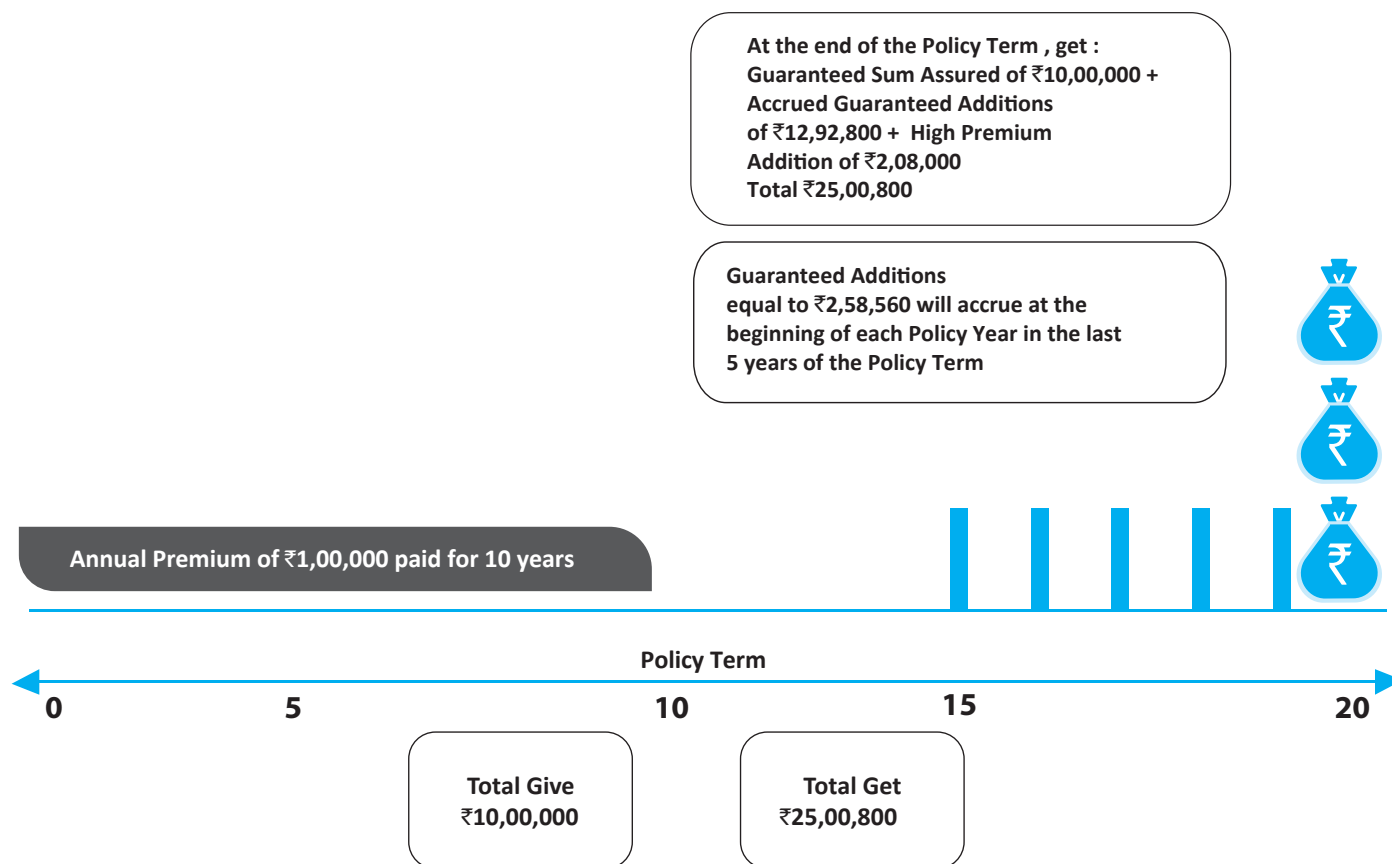 At the end of the Policy Term , get :
Guaranteed Sum Assured of ₹10,00,000 +
Accrued Guaranteed Additions
of ₹12,92,800 + High Premium
Addition of ₹2,08,000
Total ₹25,00,800
Guaranteed Additions
equal to ₹2,58,560 will accrue at the
beginning of each Policy Year in the last
5 years of the Policy Term
₹
₹
₹
Annual Premium of ₹1,00,000 paid for 10 years
Policy Term
0 5 10 15 20
Total Give
₹10,00,000
Total Get
₹25,00,800